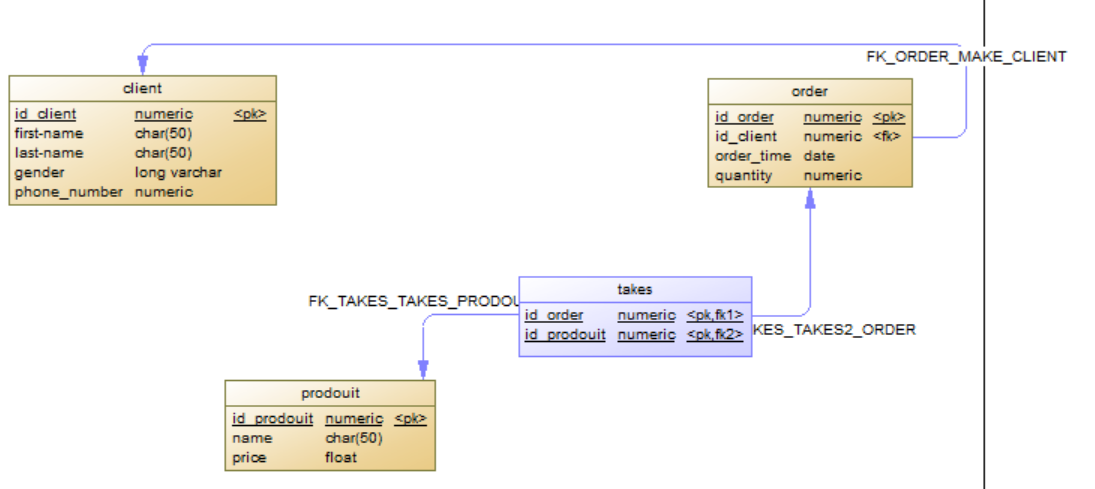 FK_ORDER_MAKE_CLIENT
client
id_client numeric <pk>
first-name char(50)
last-name char(50)
gender long varchar
phone_number numeric
order
id_order numeric <pk>
id_client numeric <fk>
order_time date
quantity numeric
takes
id_order numeric <pk,fk1>
id_prodouit numeric <pk,fk2>
FK_TAKES_TAKES_PRODOU
KES_TAKES2_ORDER
prodouit
id_prodouit numeric <pk>
name char(50)
price float